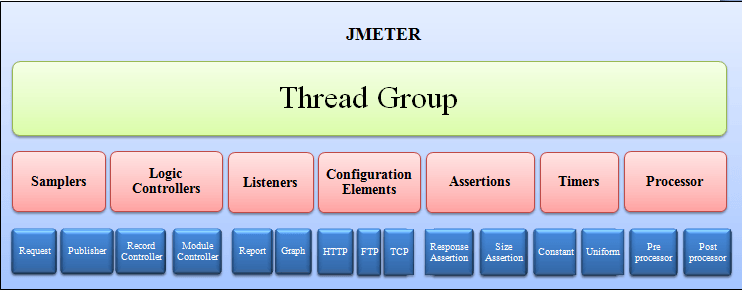 JMETER
Thread Group
Samplers
Logic
Controllers
Listeners
Configuration
Elements
Assertions
Timers
Processor
Request
Publisher
Record
Controller
Module
Controller
Report
Graph
HTTP
FTP
TCP
Response
Assertion
Size
Assertion
Constant
Uniform
Pre
processor
Post
processor